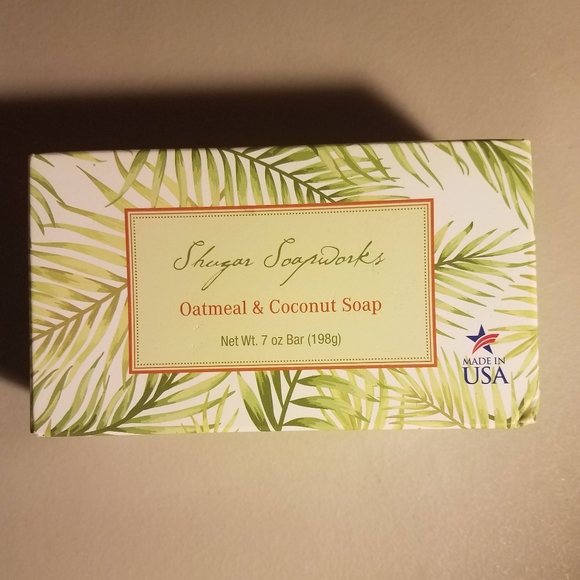 Shugar Soapworks
Oatmeal & Coconut Soap
Net Wt. 7 oz Bar (198g)
MADE IN
USA